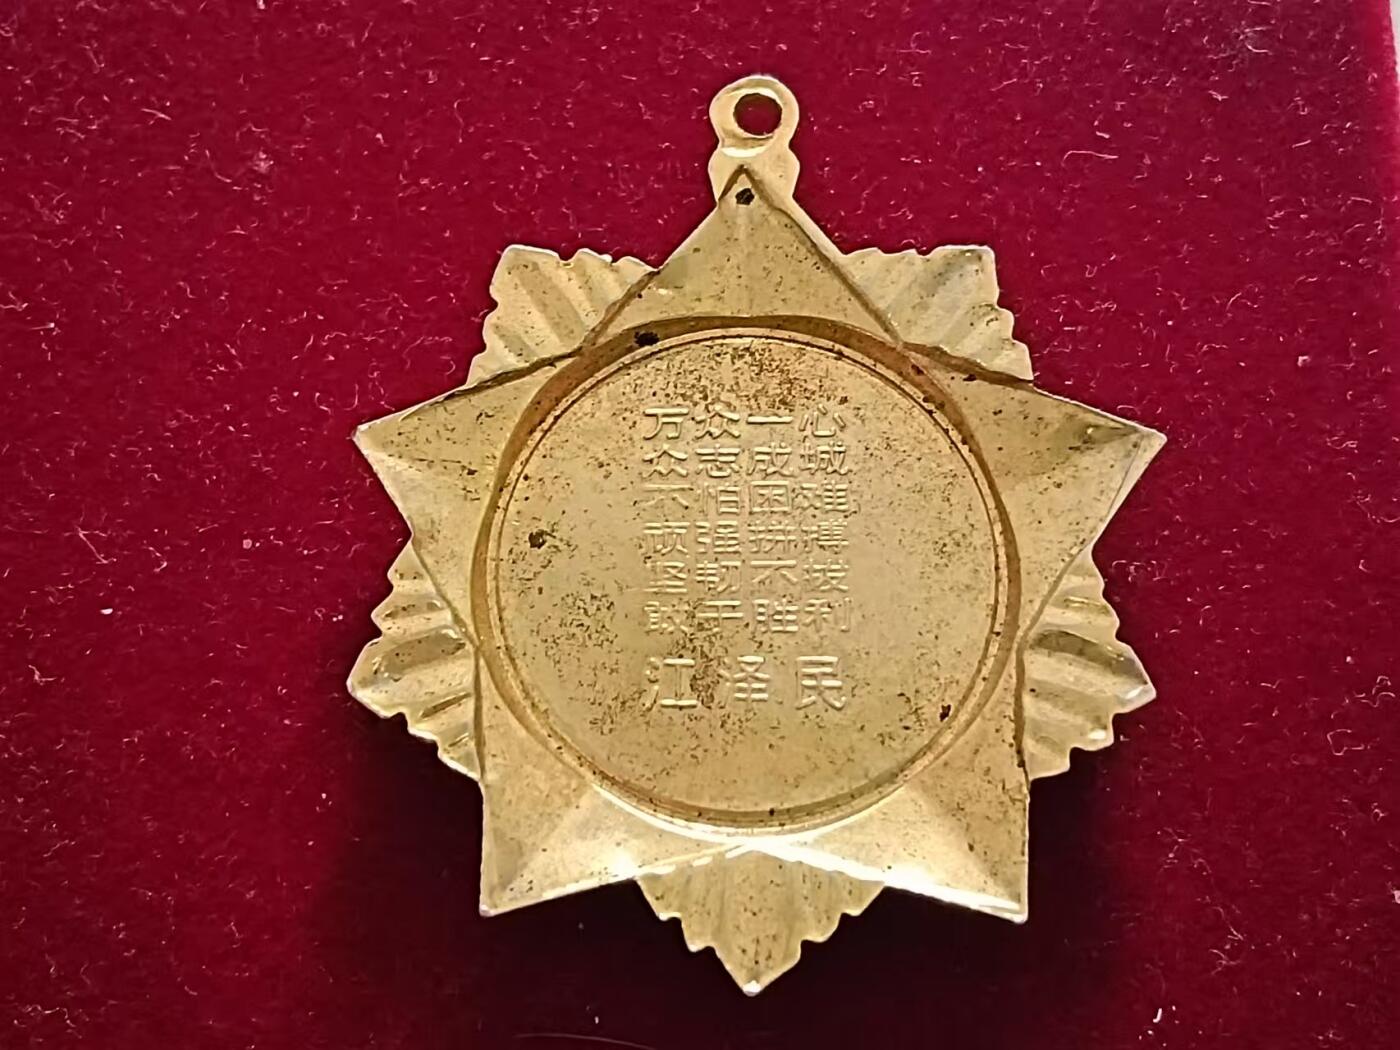 万众一心
众志成城
不怕困难
顽强拼搏
坚韧不拔
敢于胜利
江泽民